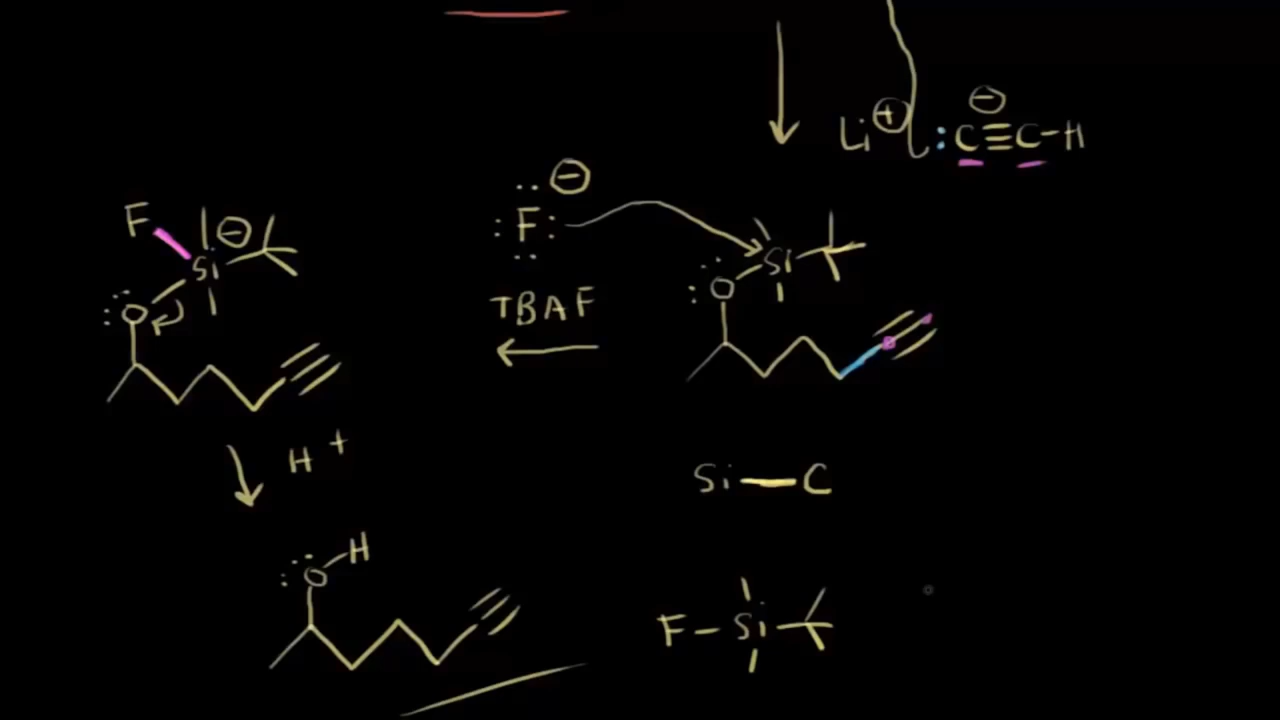 Li⊕ :C≡C-H ⊖
:F: ⊖
F
Si ⊖
:O
Si
:O
TBAF
H+
Si—C
:O-H
F-Si